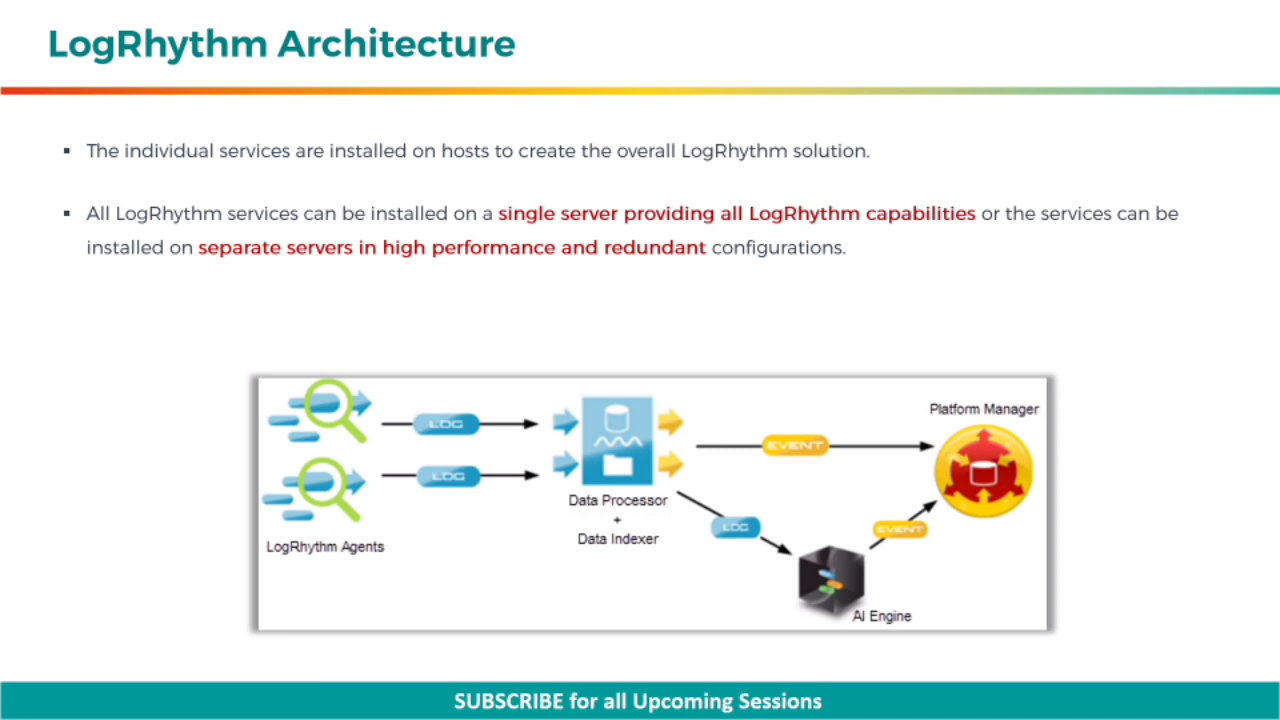 LogRhythm Architecture
▪ The individual services are installed on hosts to create the overall LogRhythm solution.
▪ All LogRhythm services can be installed on a single server providing all LogRhythm capabilities or the services can be
installed on separate servers in high performance and redundant configurations.
Platform Manager
LOG
EVENT
LOG
Data Processor
+
Data Indexer
LOG
EVENT
LogRhythm Agents
AI Engine
SUBSCRIBE for all Upcoming Sessions